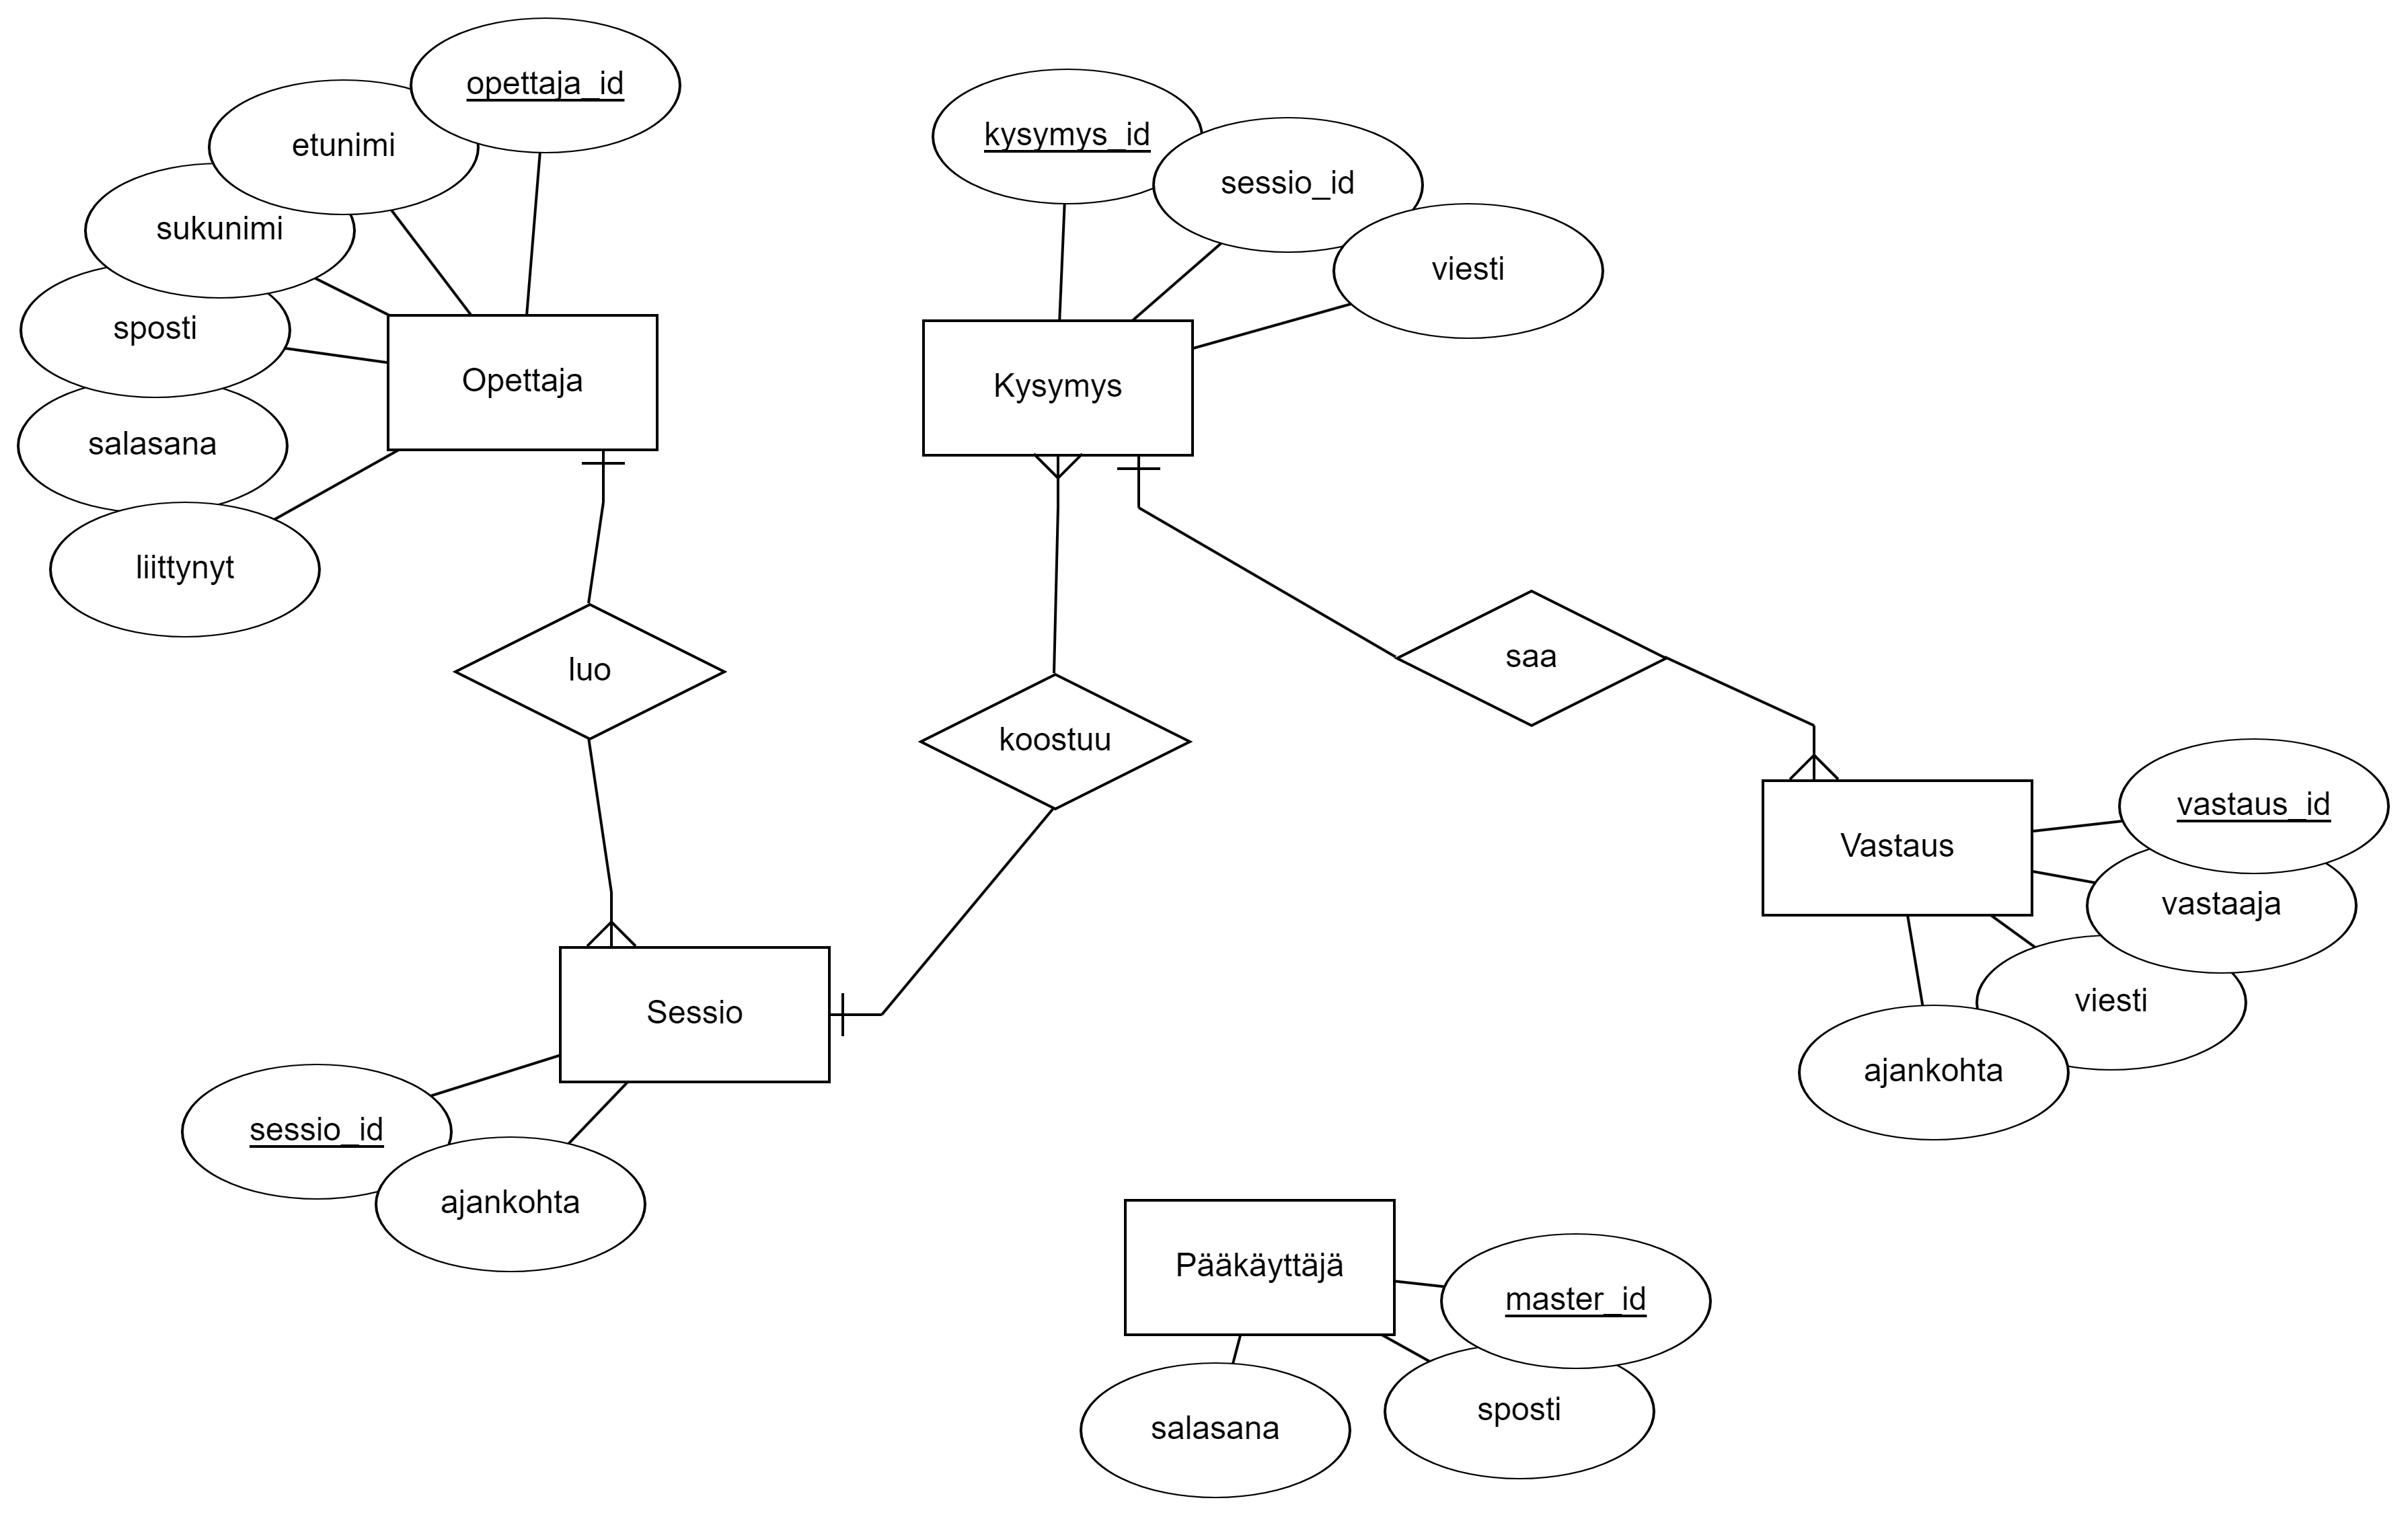 opettaja_id
etunimi
sukunimi
sposti
salasana
liittynyt
Opettaja
kysymys_id
sessio_id
viesti
Kysymys
luo
koostuu
saa
Vastaus
vastaus_id
vastaaja
viesti
ajankohta
Sessio
sessio_id
ajankohta
Pääkäyttäjä
master_id
sposti
salasana